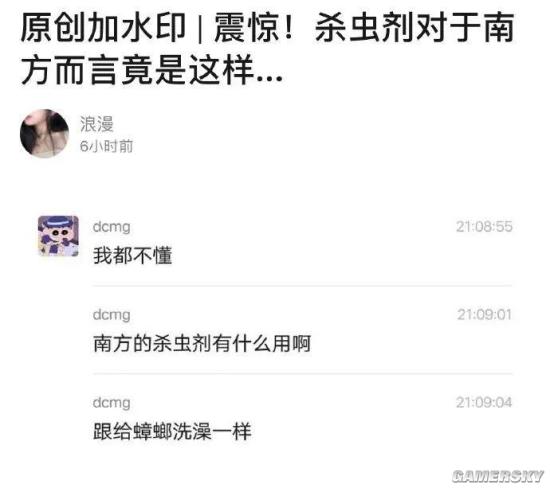 原创加水印 | 震惊！杀虫剂对于南
方而言竟是这样...
浪漫
6小时前
dcmg 21:08:55
我都不懂
dcmg 21:09:01
南方的杀虫剂有什么用啊
dcmg 21:09:04
跟给蟑螂洗澡一样
GAMERSKY